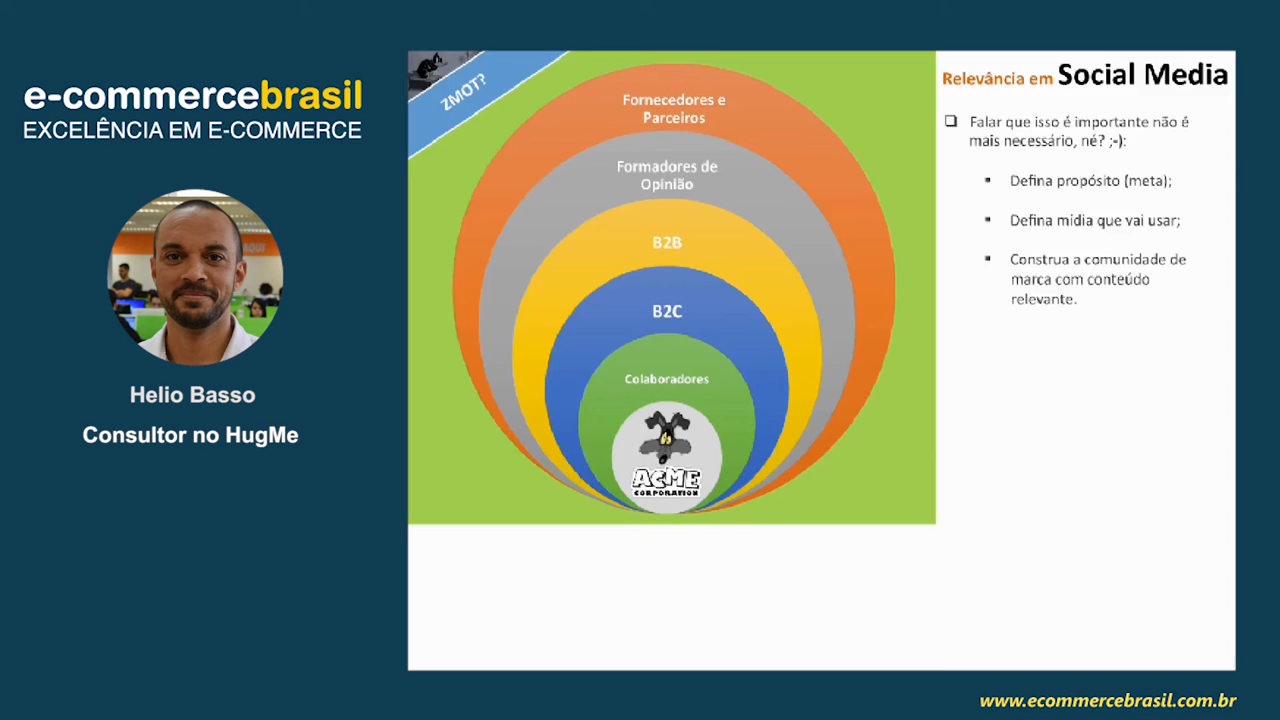 e-commercebrasil
EXCELÊNCIA EM E-COMMERCE
Helio Basso
Consultor no HugMe
ZMOT?
Fornecedores e
Parceiros
Formadores de
Opinião
B2B
B2C
Colaboradores
ACME
CORPORATION
Relevância em Social Media
Falar que isso é importante não é
mais necessário, né? ;-):
Defina propósito (meta);
Defina mídia que vai usar;
Construa a comunidade de
marca com conteúdo
relevante.
www.ecommercebrasil.com.br